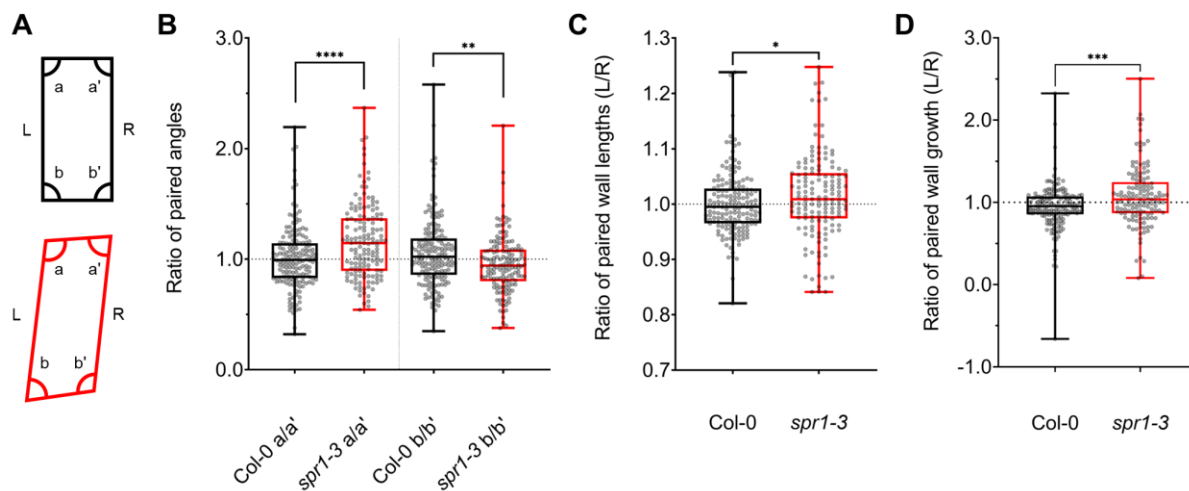 A
a a'
L R
b b'
a a'
L R
b b'
B
Ratio of paired angles
3.0
2.0
1.0
0.0
****
**
Col-0 a/a'
spr1-3 a/a'
Col-0 b/b'
spr1-3 b/b'
C
Ratio of paired wall lengths (L/R)
1.3
1.2
1.1
1.0
0.9
0.8
0.7
*
Col-0
spr1-3
D
Ratio of paired wall growth (L/R)
3.0
2.0
1.0
0.0
-1.0
***
Col-0
spr1-3